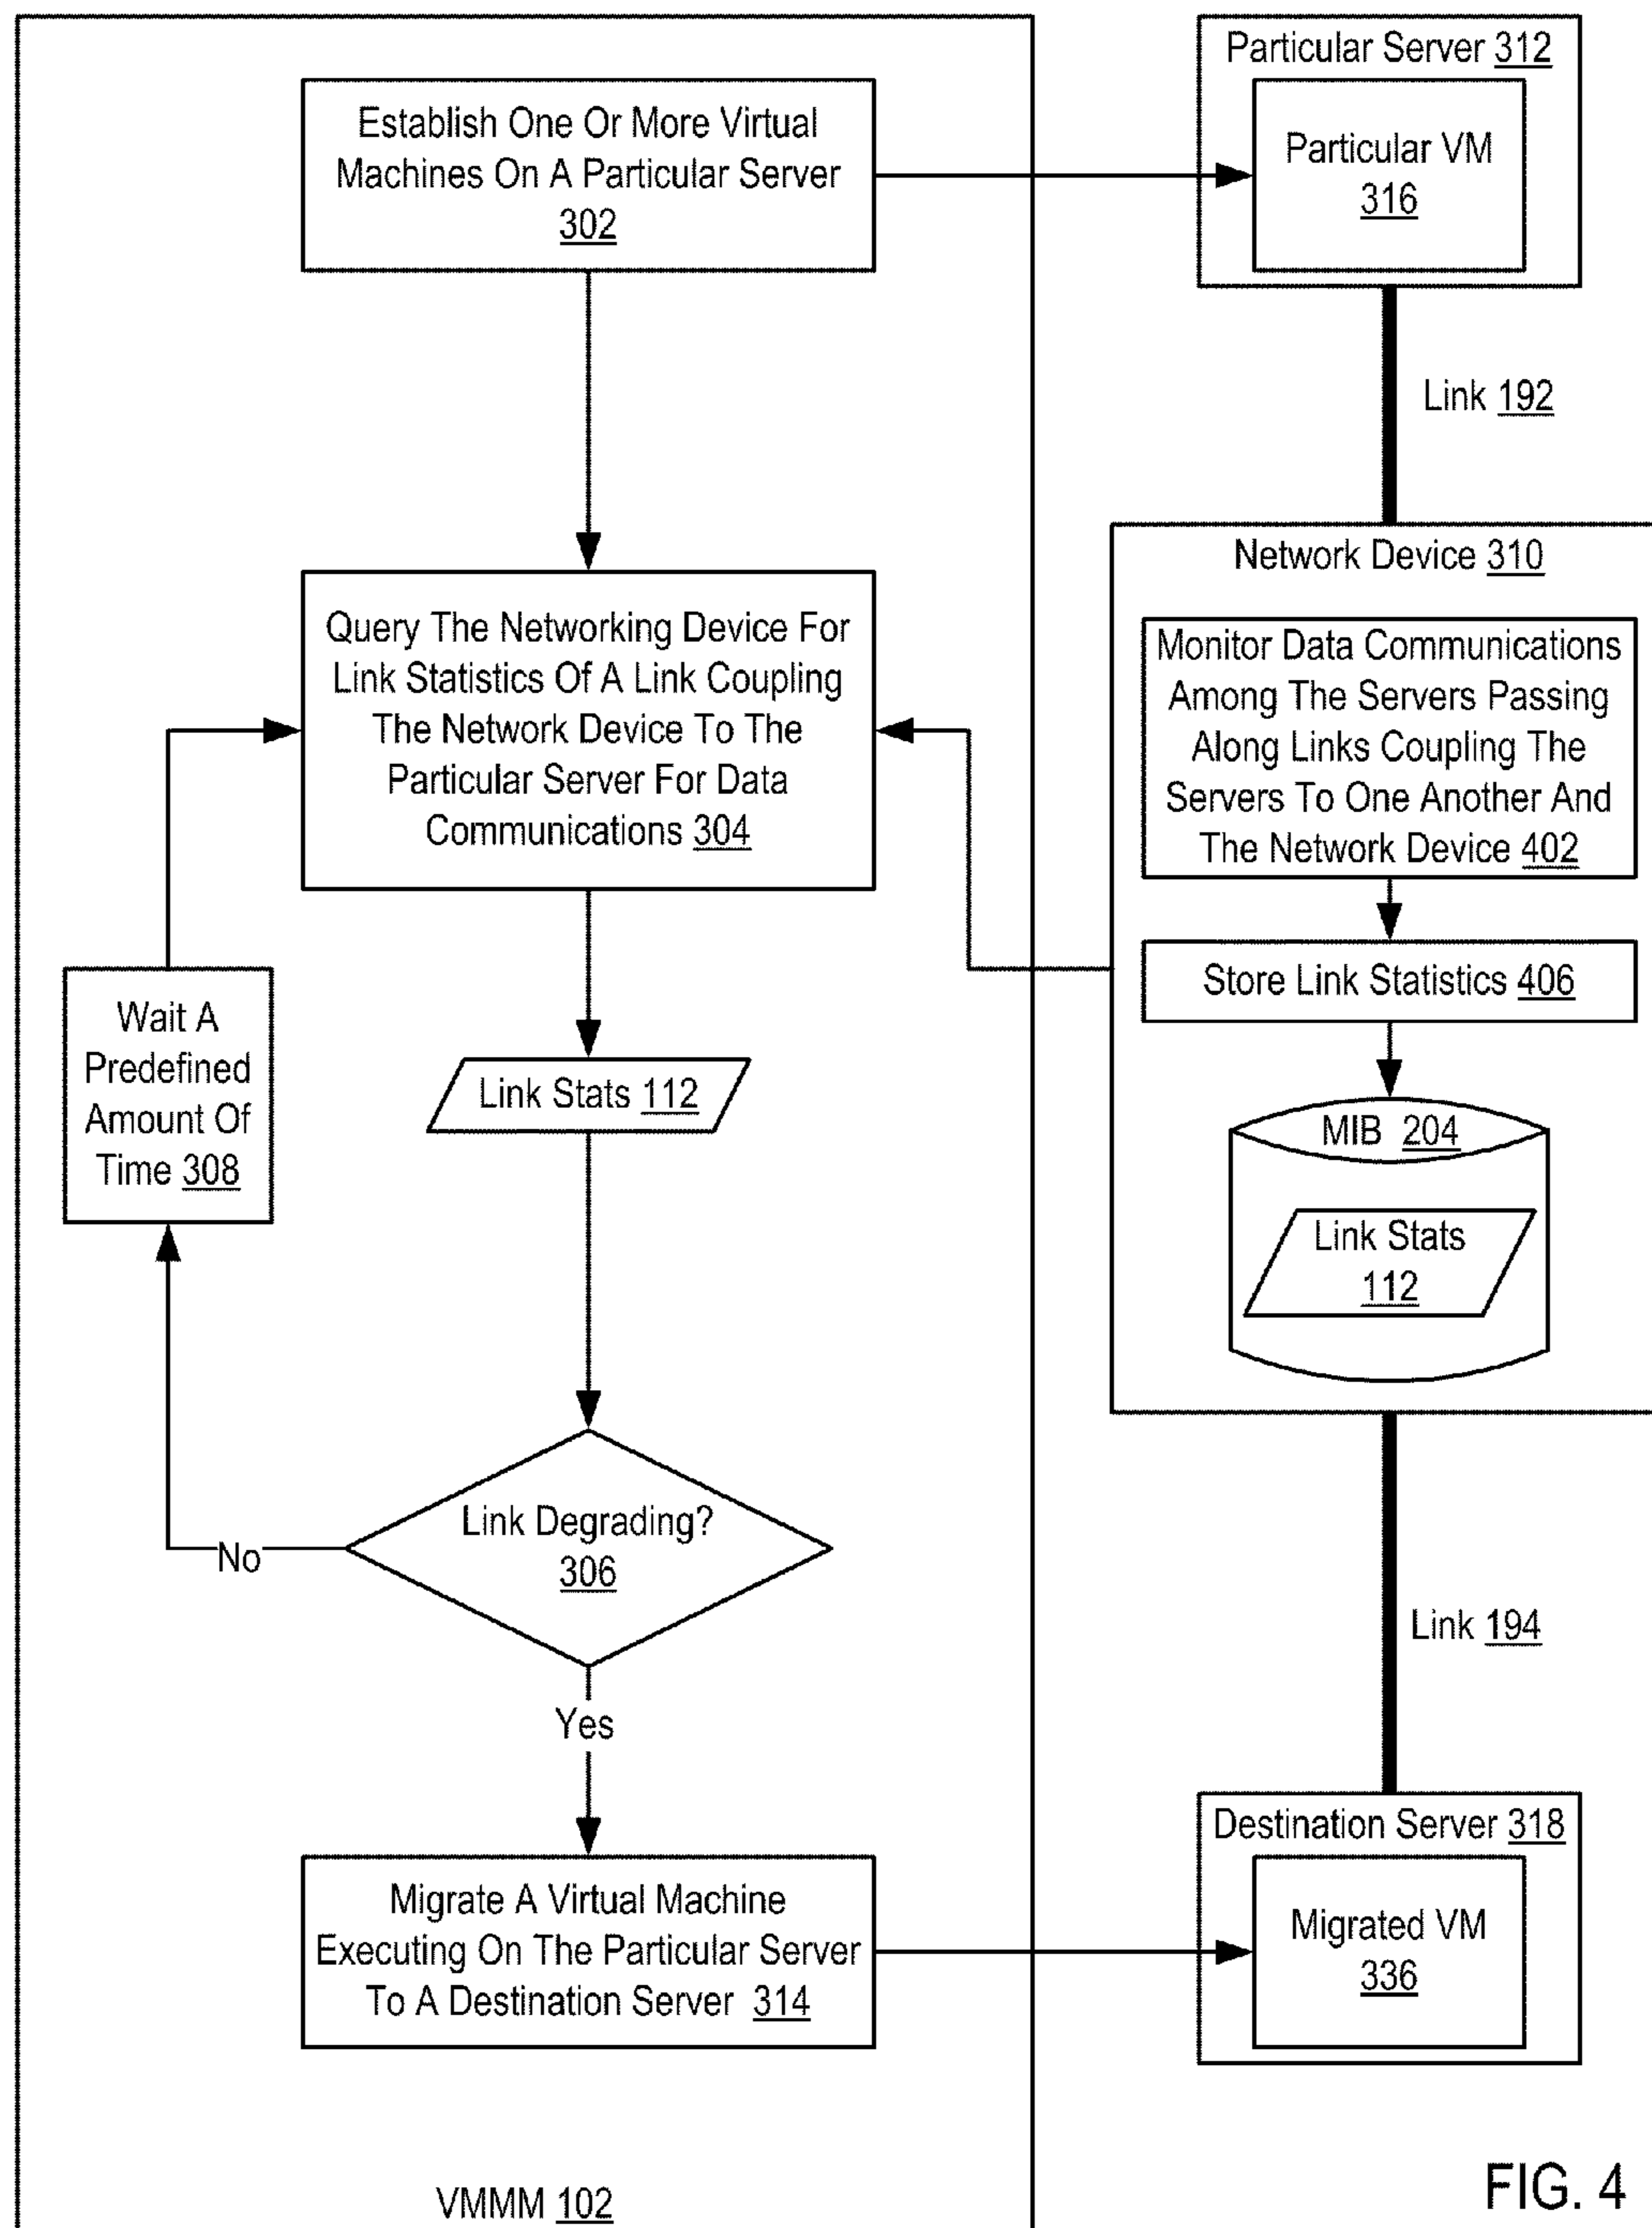 Establish One Or More Virtual
Machines On A Particular Server
302
Query The Networking Device For
Link Statistics Of A Link Coupling
The Network Device To The
Particular Server For Data
Communications 304
Wait A
Predefined
Amount Of
Time 308
Link Stats 112
Link Degrading?
306
No
Yes
Migrate A Virtual Machine
Executing On The Particular Server
To A Destination Server 314
VMMM 102
Particular Server 312
Particular VM
316
Link 192
Network Device 310
Monitor Data Communications
Among The Servers Passing
Along Links Coupling The
Servers To One Another And
The Network Device 402
Store Link Statistics 406
MIB 204
Link Stats
112
Link 194
Destination Server 318
Migrated VM
336
FIG. 4